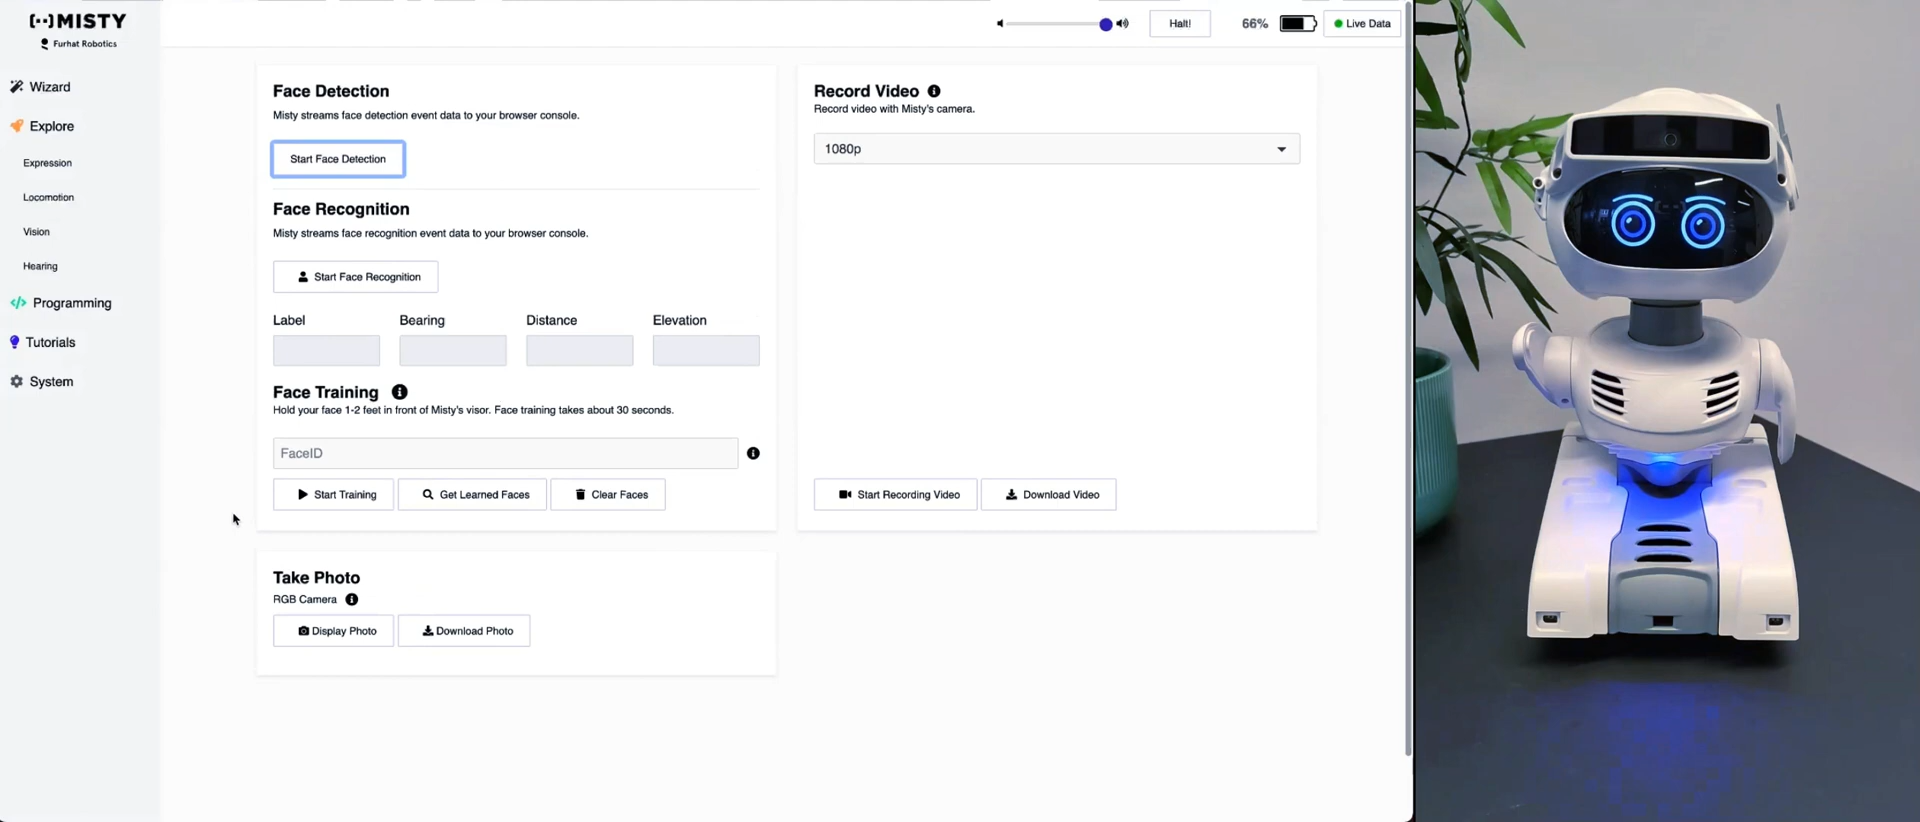 MISTY
Furhat Robotics
Wizard
Explore
Expression
Locomotion
Vision
Hearing
Programming
Tutorials
System
Halt!
66%
Live Data
Face Detection
Misty streams face detection event data to your browser console.
Start Face Detection
Face Recognition
Misty streams face recognition event data to your browser console.
Start Face Recognition
Label Bearing Distance Elevation
Face Training
Hold your face 1-2 feet in front of Misty's visor. Face training takes about 30 seconds.
FaceID
Start Training Get Learned Faces Clear Faces
Take Photo
RGB Camera
Display Photo Download Photo
Record Video
Record video with Misty's camera.
1080p
Start Recording Video Download Video